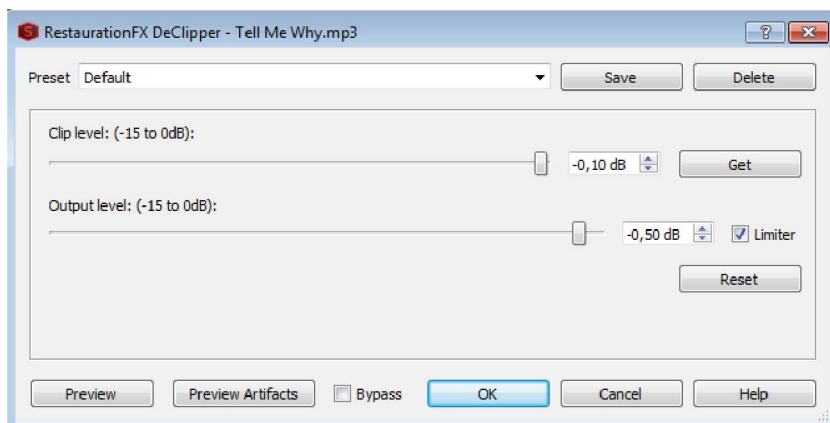 RestaurationFX DeClipper - Tell Me Why.mp3
Preset Default Save Delete
Clip level: (-15 to 0dB):
-0,10 dB Get
Output level: (-15 to 0dB):
-0,50 dB Limiter
Reset
Preview Preview Artifacts Bypass OK Cancel Help